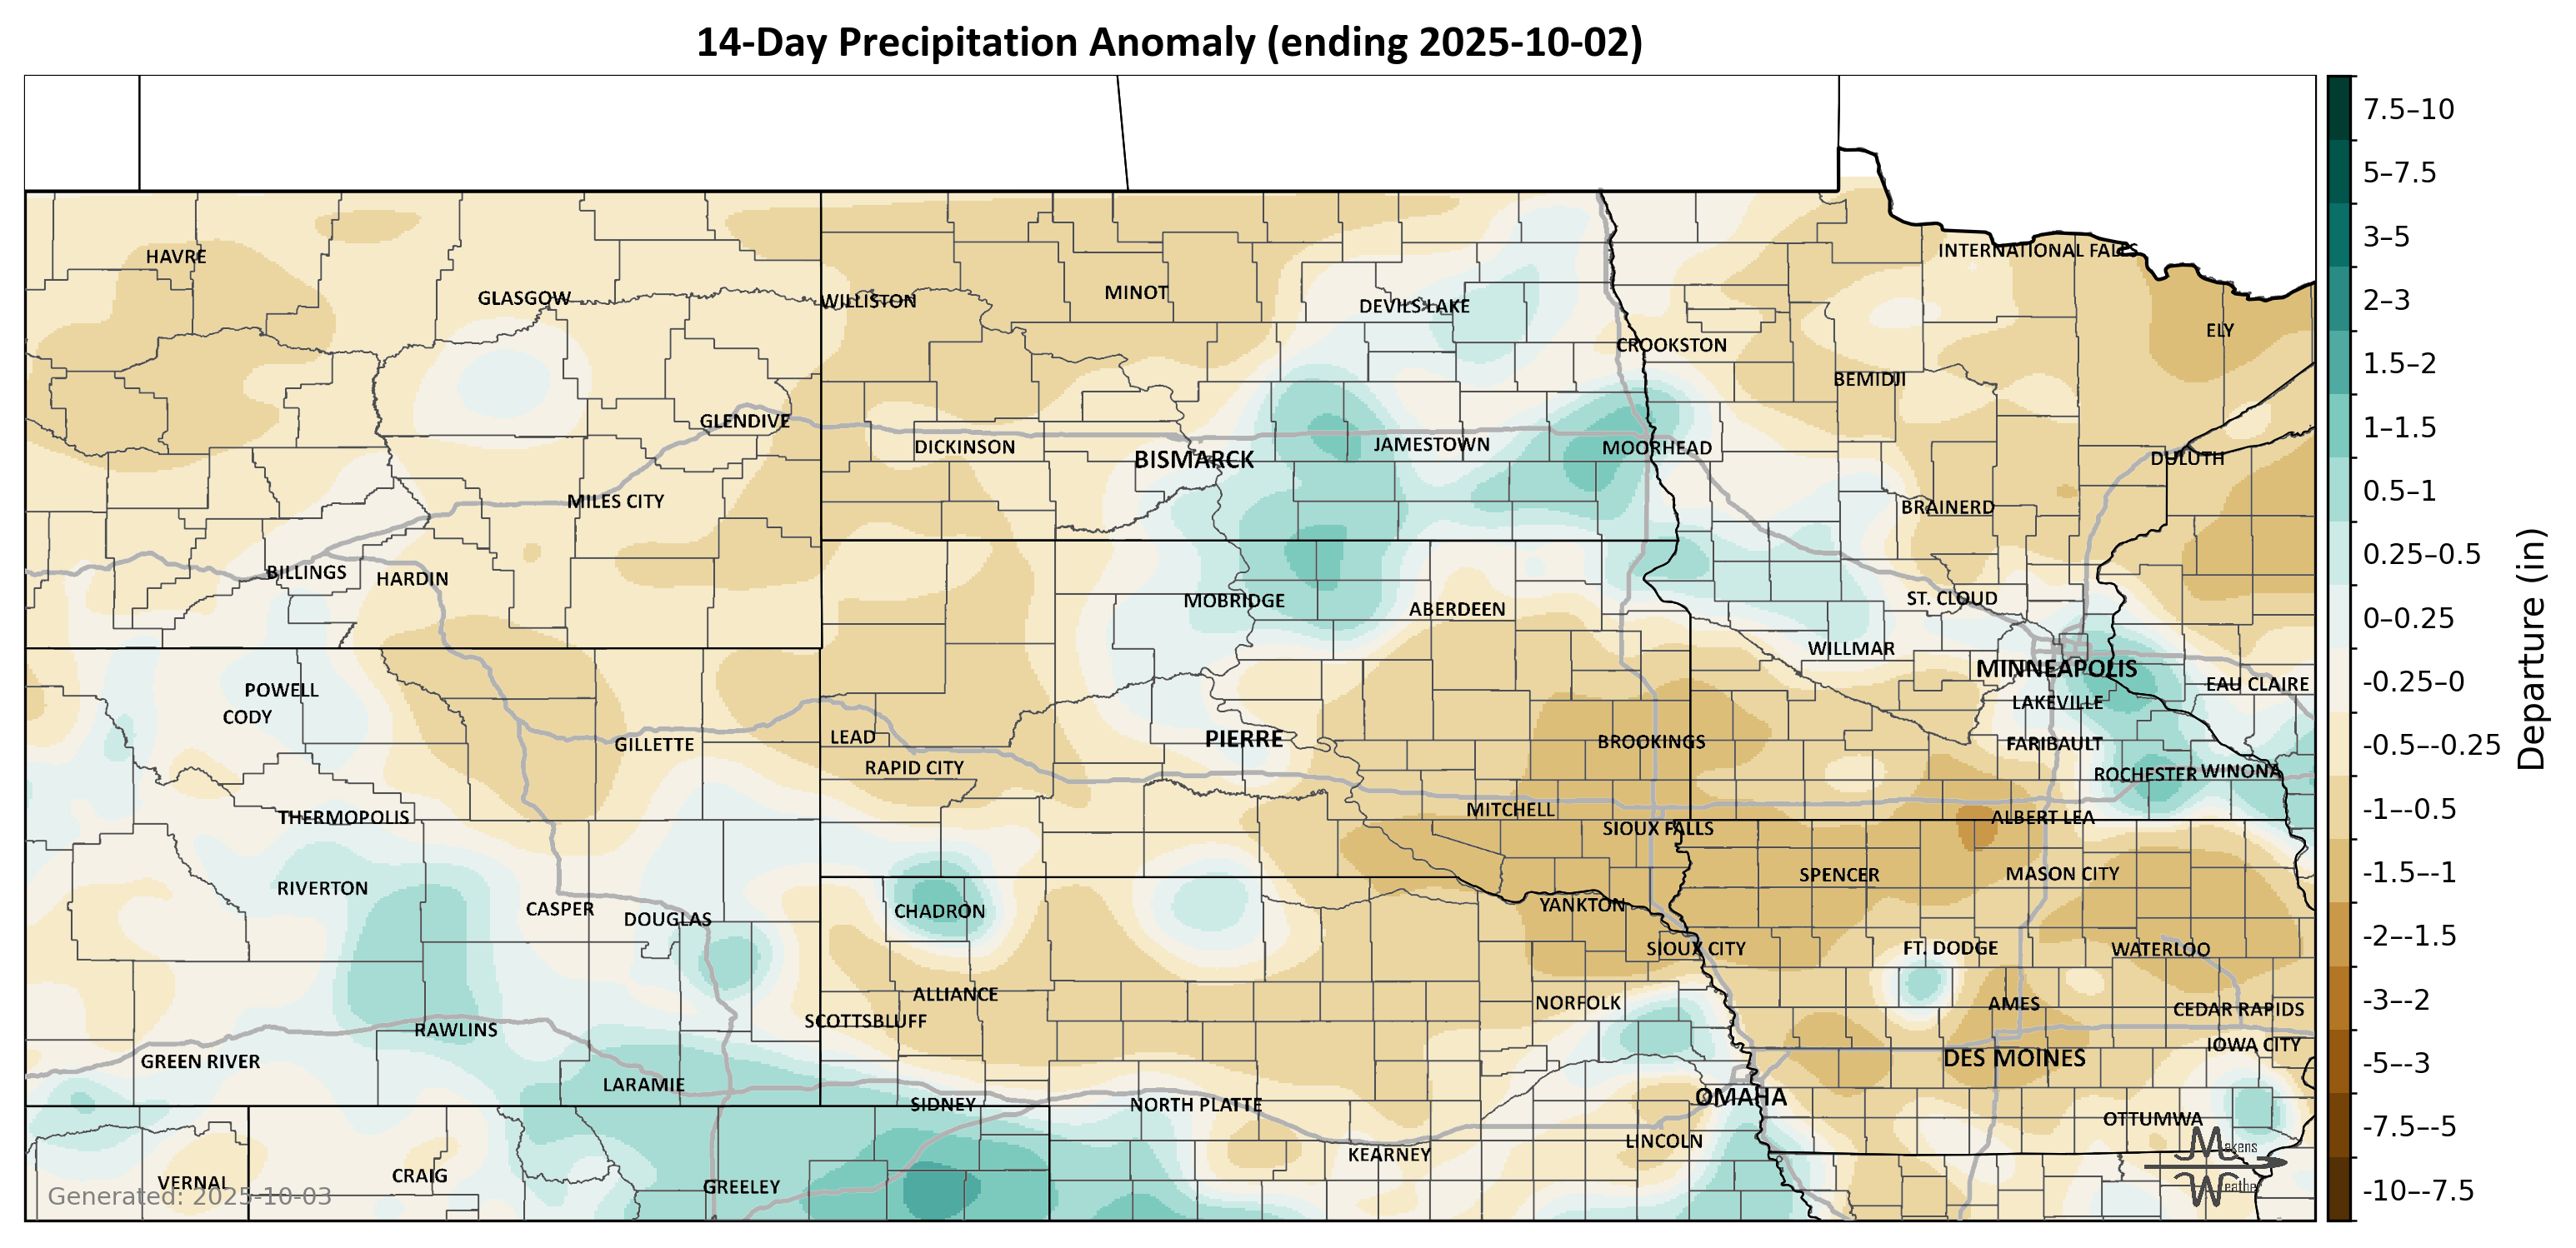 14-Day Precipitation Anomaly (ending 2025-10-02)
HAVRE
GLASGOW
WILLISTON
MINOT
DEVILS LAKE
INTERNATIONAL FALLS
ELY
CROOKSTON
BEMIDJI
GLENDIVE
DICKINSON
BISMARCK
JAMESTOWN
MOORHEAD
DULUTH
MILES CITY
BRAINERD
BILLINGS
HARDIN
MOBRIDGE
ABERDEEN
ST. CLOUD
WILLMAR
MINNEAPOLIS
EAU CLAIRE
POWELL
CODY
LAKEVILLE
GILLETTE
LEAD
RAPID CITY
PIERRE
BROOKINGS
FARIBAULT
ROCHESTER
WINONA
THERMOPOLIS
MITCHELL
SIOUX FALLS
ALBERT LEA
RIVERTON
CASPER
DOUGLAS
CHADRON
YANKTON
SPENCER
MASON CITY
SIOUX CITY
FT. DODGE
WATERLOO
ALLIANCE
SCOTTSBLUFF
NORFOLK
AMES
CEDAR RAPIDS
RAWLINS
GREEN RIVER
LARAMIE
DES MOINES
IOWA CITY
SIDNEY
NORTH PLATTE
OMAHA
OTTUMWA
LINCOLN
KEARNEY
VERNAL
CRAIG
GREELEY
Generated: 2025-10-03
Makens
Weather
7.5–10
5–7.5
3–5
2–3
1.5–2
1–1.5
0.5–1
0.25–0.5
0–0.25
-0.25–0
-0.5–-0.25
-1–-0.5
-1.5–-1
-2–-1.5
-3–-2
-5–-3
-7.5–-5
-10–-7.5
Departure (in)